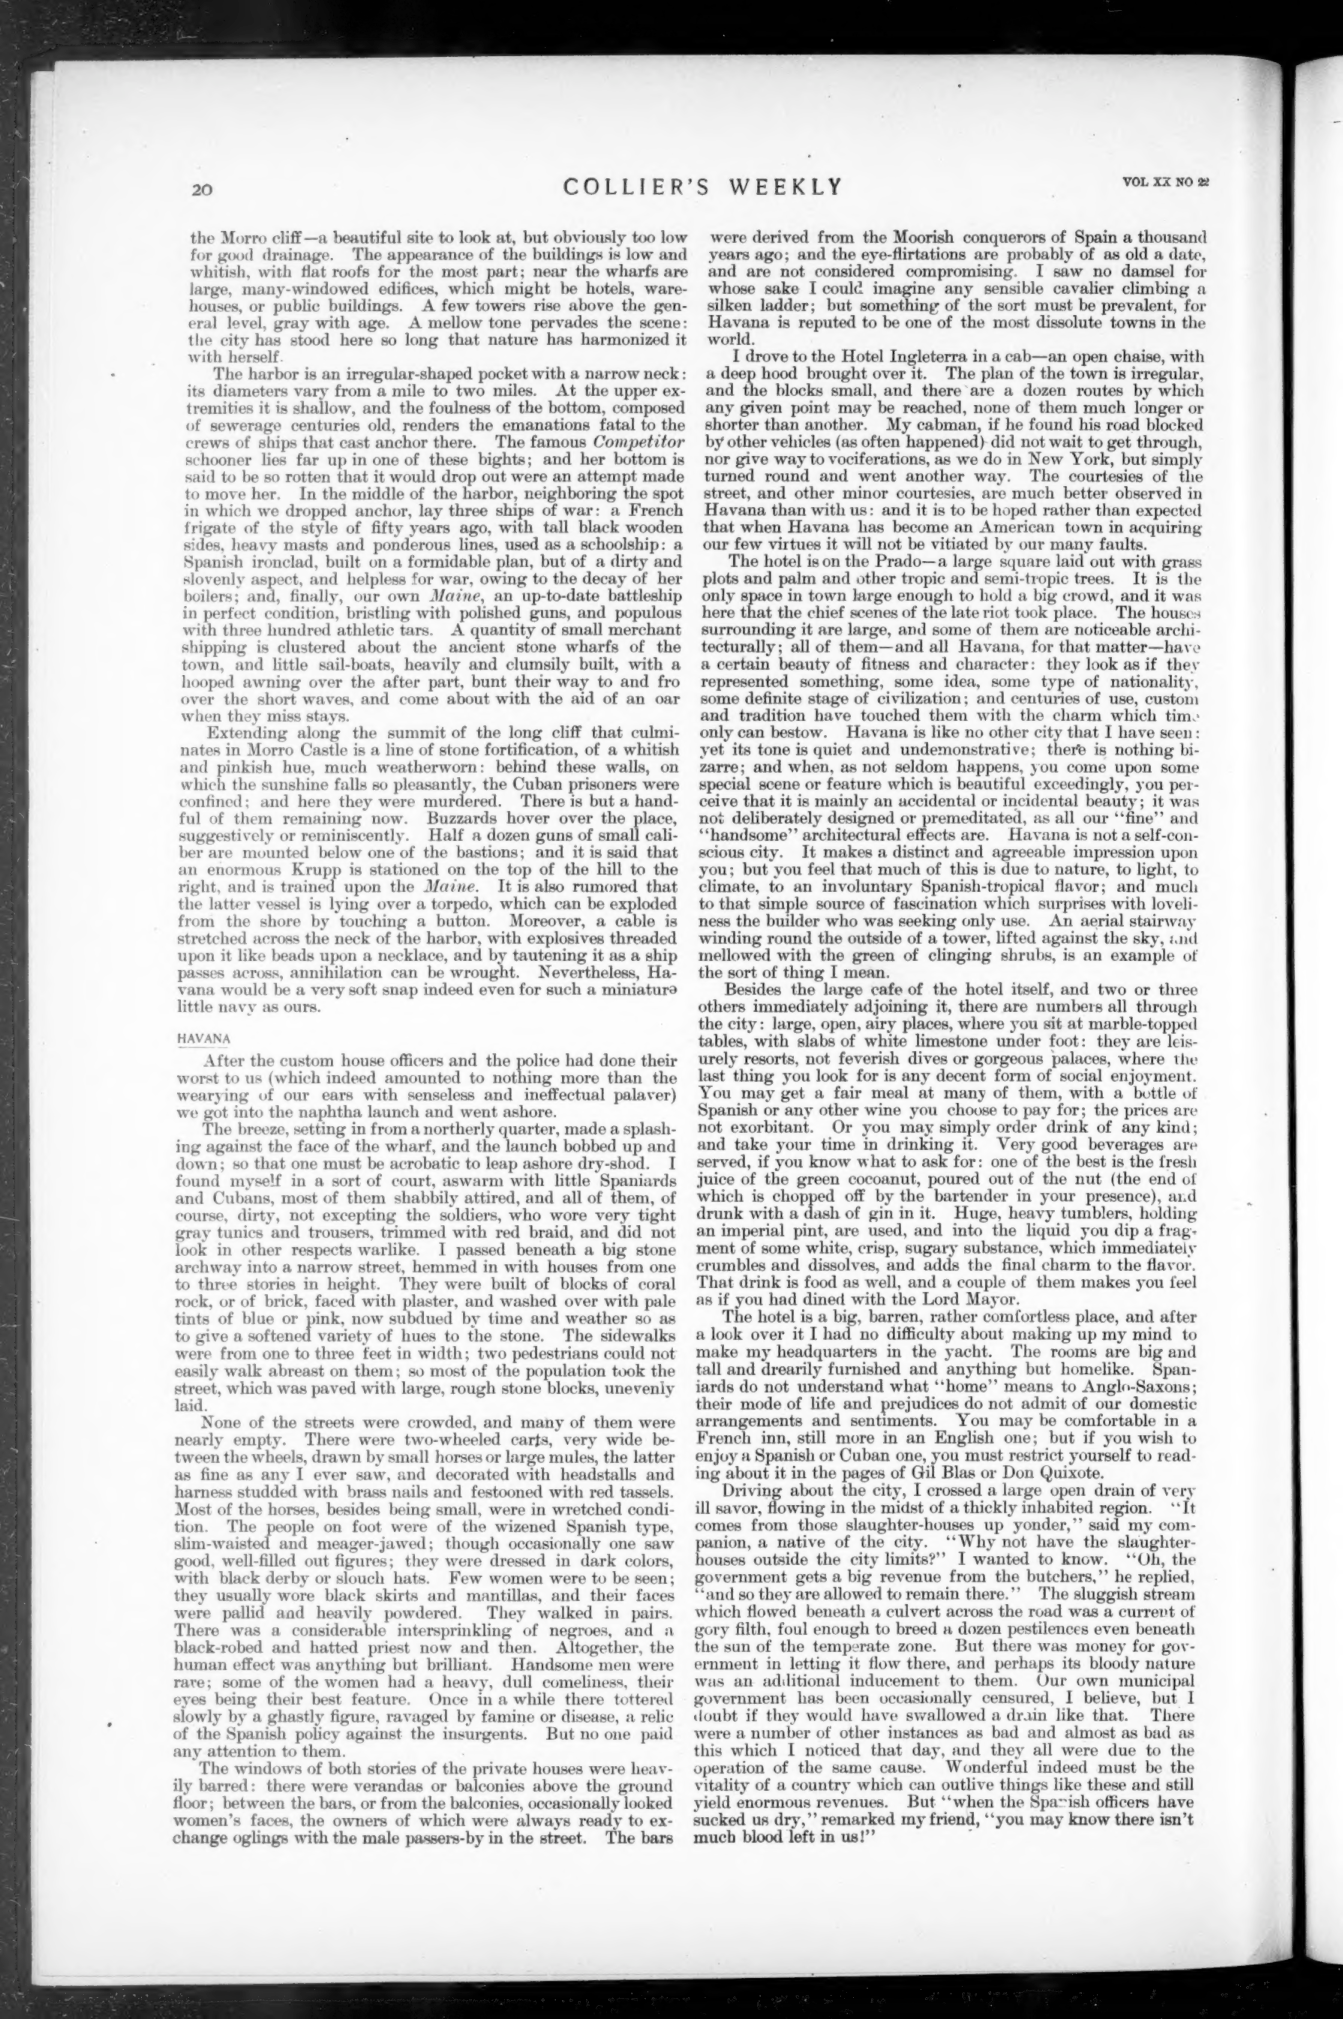 20
COLLIER'S WEEKLY
VOL XX NO 22
the Morro cliff—a beautiful site to look at, but obviously too low
for good drainage. The appearance of the buildings is low and
whitish, with flat roofs for the most part; near the wharfs are
large, many-windowed edifices, which might be hotels, ware-
houses, or public buildings. A few towers rise above the gen-
eral level, gray with age. A mellow tone pervades the scene:
the city has stood here so long that nature has harmonized it
with herself.
The harbor is an irregular-shaped pocket with a narrow neck:
its diameters vary from a mile to two miles. At the upper ex-
tremities it is shallow, and the foulness of the bottom, composed
of sewerage centuries old, renders the emanations fatal to the
crews of ships that cast anchor there. The famous Competitor
schooner lies far up in one of these bights; and her bottom is
said to be so rotten that it would drop out were an attempt made
to move her. In the middle of the harbor, neighboring the spot
in which we dropped anchor, lay three ships of war: a French
frigate of the style of fifty years ago, with tall black wooden
sides, heavy masts and ponderous lines, used as a schoolship: a
Spanish ironclad, built on a formidable plan, but of a dirty and
slovenly aspect, and helpless for war, owing to the decay of her
boilers; and, finally, our own Maine, an up-to-date battleship
in perfect condition, bristling with polished guns, and populous
with three hundred athletic tars. A quantity of small merchant
shipping is clustered about the ancient stone wharfs of the
town, and little sail-boats, heavily and clumsily built, with a
hooped awning over the after part, bunt their way to and fro
over the short waves, and come about with the aid of an oar
when they miss stays.
Extending along the summit of the long cliff that culmi-
nates in Morro Castle is a line of stone fortification, of a whitish
and pinkish hue, much weatherworn: behind these walls, on
which the sunshine falls so pleasantly, the Cuban prisoners were
confined; and here they were murdered. There is but a hand-
ful of them remaining now. Buzzards hover over the place,
suggestively or reminiscently. Half a dozen guns of small cali-
ber are mounted below one of the bastions; and it is said that
an enormous Krupp is stationed on the top of the hill to the
right, and is trained upon the Maine. It is also rumored that
the latter vessel is lying over a torpedo, which can be exploded
from the shore by touching a button. Moreover, a cable is
stretched across the neck of the harbor, with explosives threaded
upon it like beads upon a necklace, and by tautening it as a ship
passes across, annihilation can be wrought. Nevertheless, Ha-
vana would be a very soft snap indeed even for such a miniature
little navy as ours.
HAVANA
After the custom house officers and the police had done their
worst to us (which indeed amounted to nothing more than the
wearying of our ears with senseless and ineffectual palaver)
we got into the naphtha launch and went ashore.
The breeze, setting in from a northerly quarter, made a splash-
ing against the face of the wharf, and the launch bobbed up and
down; so that one must be acrobatic to leap ashore dry-shod. I
found myself in a sort of court, aswarm with little Spaniards
and Cubans, most of them shabbily attired, and all of them, of
course, dirty, not excepting the soldiers, who wore very tight
gray tunics and trousers, trimmed with red braid, and did not
look in other respects warlike. I passed beneath a big stone
archway into a narrow street, hemmed in with houses from one
to three stories in height. They were built of blocks of coral
rock, or of brick, faced with plaster, and washed over with pale
tints of blue or pink, now subdued by time and weather so as
to give a softened variety of hues to the stone. The sidewalks
were from one to three feet in width; two pedestrians could not
easily walk abreast on them; so most of the population took the
street, which was paved with large, rough stone blocks, unevenly
laid.
None of the streets were crowded, and many of them were
nearly empty. There were two-wheeled carts, very wide be-
tween the wheels, drawn by small horses or large mules, the latter
as fine as any I ever saw, and decorated with headstalls and
harness studded with brass nails and festooned with red tassels.
Most of the horses, besides being small, were in wretched condi-
tion. The people on foot were of the wizened Spanish type,
slim-waisted and meager-jawed; though occasionally one saw
good, well-filled out figures; they were dressed in dark colors,
with black derby or slouch hats. Few women were to be seen;
they usually wore black skirts and mantillas, and their faces
were pallid and heavily powdered. They walked in pairs.
There was a considerable intersprinkling of negroes, and a
black-robed and hatted priest now and then. Altogether, the
human effect was anything but brilliant. Handsome men were
rare; some of the women had a heavy, dull comeliness, their
eyes being their best feature. Once in a while there tottered
slowly by a ghastly figure, ravaged by famine or disease, a relic
of the Spanish policy against the insurgents. But no one paid
any attention to them.
The windows of both stories of the private houses were heav-
ily barred: there were verandas or balconies above the ground
floor; between the bars, or from the balconies, occasionally looked
women's faces, the owners of which were always ready to ex-
change oglings with the male passers-by in the street. The bars
were derived from the Moorish conquerors of Spain a thousand
years ago; and the eye-flirtations are probably of as old a date,
and are not considered compromising. I saw no damsel for
whose sake I could imagine any sensible cavalier climbing a
silken ladder; but something of the sort must be prevalent, for
Havana is reputed to be one of the most dissolute towns in the
world.
I drove to the Hotel Ingleterra in a cab—an open chaise, with
a deep hood brought over it. The plan of the town is irregular,
and the blocks small, and there are a dozen routes by which
any given point may be reached, none of them much longer or
shorter than another. My cabman, if he found his road blocked
by other vehicles (as often happened) did not wait to get through,
nor give way to vociferations, as we do in New York, but simply
turned round and went another way. The courtesies of the
street, and other minor courtesies, are much better observed in
Havana than with us: and it is to be hoped rather than expected
that when Havana has become an American town in acquiring
our few virtues it will not be vitiated by our many faults.
The hotel is on the Prado—a large square laid out with grass
plots and palm and other tropic and semi-tropic trees. It is the
only space in town large enough to hold a big crowd, and it was
here that the chief scenes of the late riot took place. The houses
surrounding it are large, and some of them are noticeable archi-
tecturally; all of them—and all Havana, for that matter—have
a certain beauty of fitness and character: they look as if they
represented something, some idea, some type of nationality,
some definite stage of civilization; and centuries of use, custom
and tradition have touched them with the charm which time
only can bestow. Havana is like no other city that I have seen:
yet its tone is quiet and undemonstrative; there is nothing bi-
zarre; and when, as not seldom happens, you come upon some
special scene or feature which is beautiful exceedingly, you per-
ceive that it is mainly an accidental or incidental beauty; it was
not deliberately designed or premeditated, as all our "fine" and
"handsome" architectural effects are. Havana is not a self-con-
scious city. It makes a distinct and agreeable impression upon
you; but you feel that much of this is due to nature, to light, to
climate, to an involuntary Spanish-tropical flavor; and much
to that simple source of fascination which surprises with loveli-
ness the builder who was seeking only use. An aerial stairway
winding round the outside of a tower, lifted against the sky, and
mellowed with the green of clinging shrubs, is an example of
the sort of thing I mean.
Besides the large cafe of the hotel itself, and two or three
others immediately adjoining it, there are numbers all through
the city: large, open, airy places, where you sit at marble-topped
tables, with slabs of white limestone under foot: they are leis-
urely resorts, not feverish dives or gorgeous palaces, where the
last thing you look for is any decent form of social enjoyment.
You may get a fair meal at many of them, with a bottle of
Spanish or any other wine you choose to pay for; the prices are
not exorbitant. Or you may simply order drink of any kind;
and take your time in drinking it. Very good beverages are
served, if you know what to ask for: one of the best is the fresh
juice of the green cocoanut, poured out of the nut (the end of
which is chopped off by the bartender in your presence), and
drunk with a dash of gin in it. Huge, heavy tumblers, holding
an imperial pint, are used, and into the liquid you dip a frag-
ment of some white, crisp, sugary substance, which immediately
crumbles and dissolves, and adds the final charm to the flavor.
That drink is food as well, and a couple of them makes you feel
as if you had dined with the Lord Mayor.
The hotel is a big, barren, rather comfortless place, and after
a look over it I had no difficulty about making up my mind to
make my headquarters in the yacht. The rooms are big and
tall and drearily furnished and anything but homelike. Span-
iards do not understand what "home" means to Anglo-Saxons;
their mode of life and prejudices do not admit of our domestic
arrangements and sentiments. You may be comfortable in a
French inn, still more in an English one; but if you wish to
enjoy a Spanish or Cuban one, you must restrict yourself to read-
ing about it in the pages of Gil Blas or Don Quixote.
Driving about the city, I crossed a large open drain of very
ill savor, flowing in the midst of a thickly inhabited region. "It
comes from those slaughter-houses up yonder," said my com-
panion, a native of the city. "Why not have the slaughter-
houses outside the city limits?" I wanted to know. "Oh, the
government gets a big revenue from the butchers," he replied,
"and so they are allowed to remain there." The sluggish stream
which flowed beneath a culvert across the road was a current of
gory filth, foul enough to breed a dozen pestilences even beneath
the sun of the temperate zone. But there was money for gov-
ernment in letting it flow there, and perhaps its bloody nature
was an additional inducement to them. Our own municipal
government has been occasionally censured, I believe, but I
doubt if they would have swallowed a drain like that. There
were a number of other instances as bad and almost as bad as
this which I noticed that day, and they all were due to the
operation of the same cause. Wonderful indeed must be the
vitality of a country which can outlive things like these and still
yield enormous revenues. But "when the Spanish officers have
sucked us dry," remarked my friend, "you may know there isn't
much blood left in us!"